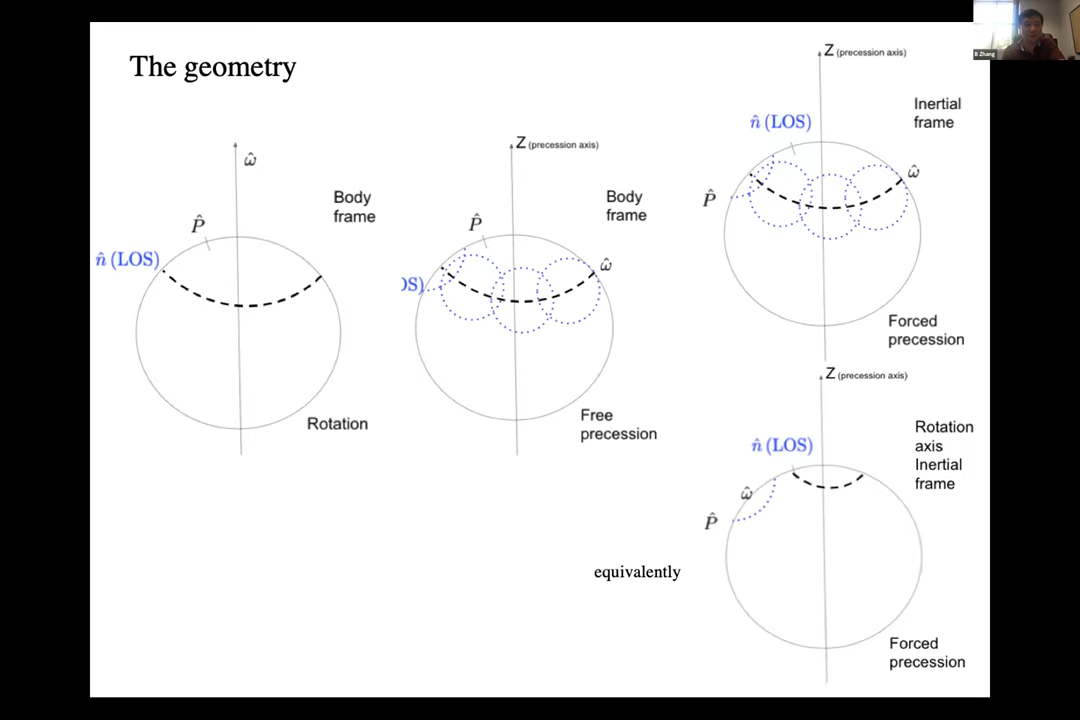 The geometry
ω̂
P̂
n̂ (LOS)
Body
frame
Rotation
Z (precession axis)
P̂
Body
frame
OS)
ω̂
Free
precession
Z (precession axis)
n̂ (LOS)
Inertial
frame
P̂
ω̂
Forced
precession
Z (precession axis)
n̂ (LOS)
Rotation
axis
Inertial
frame
ω̂
P̂
equivalently
Forced
precession
B Zhang